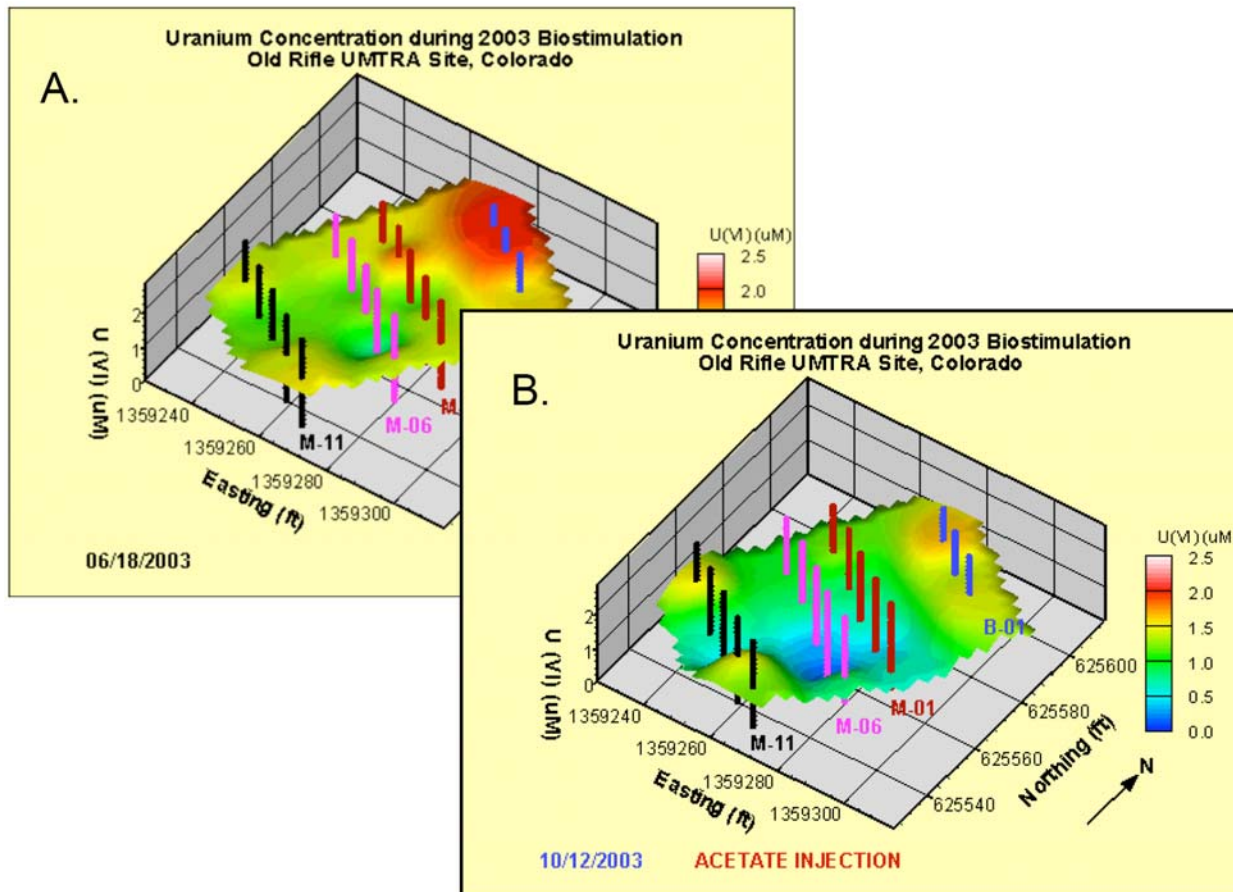 A.
Uranium Concentration during 2003 Biostimulation
Old Rifle UMTRA Site, Colorado
U(VI) (uM)
2.5
2.0
U (VI) (uM)
2
1
0
1359240
1359260
1359280
1359300
Easting (ft)
M-11
M-06
M
06/18/2003
B.
Uranium Concentration during 2003 Biostimulation
Old Rifle UMTRA Site, Colorado
U(VI) (uM
2.5
2.0
1.5
1.0
0.5
0.0
U (VI) (uM)
2
1
0
1359240
1359260
1359280
1359300
Easting (ft)
M-11
M-06
M-01
B-01
625600
625580
625560
625540
Northing (ft)
N
10/12/2003 ACETATE INJECTION